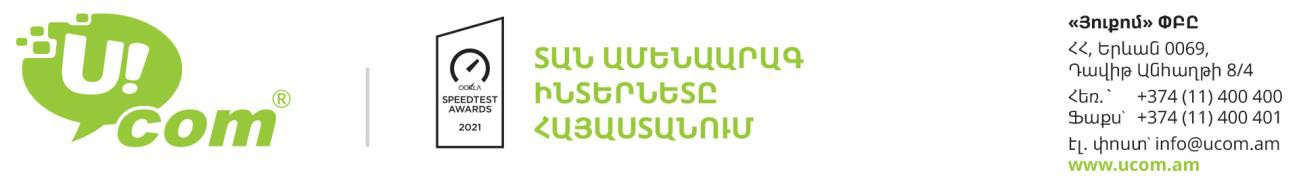 U!
com®
OOKLA
SPEEDTEST
AWARDS
2021
ՏԱՆ ԱՄԵՆԱԱՐԱԳ
ԻՆՏԵՐՆԵՏԸ
ՀԱՅԱՍՏԱՆՈՒՄ
«Յուքոմ» ՓԲԸ
ՀՀ, Երևան 0069,
Դավիթ Անհաղթի 8/4
Հեռ.՝ +374 (11) 400 400
Ֆաքս՝ +374 (11) 400 401
Էլ. փոստ՝ info@ucom.am
www.ucom.am